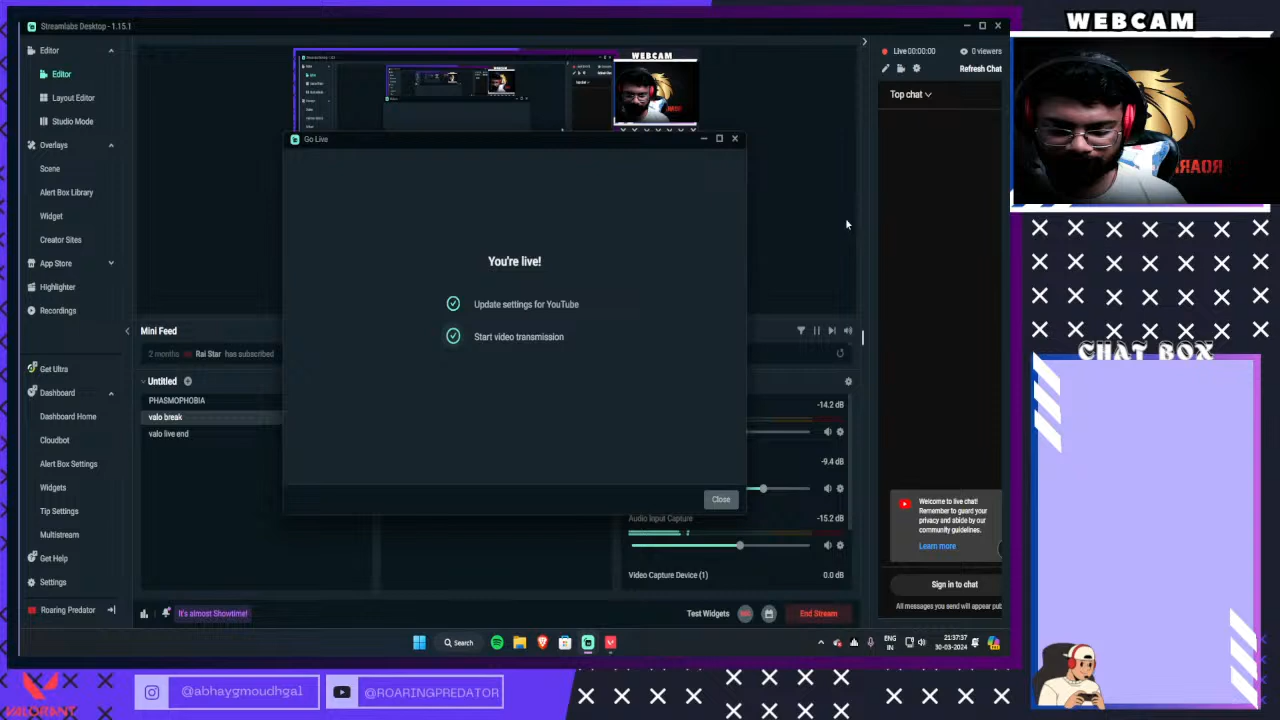 Streamlabs Desktop - 1.15.1
WEBCAM
Editor
Editor
Layout Editor
Studio Mode
Overlays
Scene
Alert Box Library
Widget
Creator Sites
App Store
Highlighter
Recordings
Get Ultra
Dashboard
Dashboard Home
Cloudbot
Alert Box Settings
Widgets
Tip Settings
Multistream
Get Help
Settings
Roaring Predator
WEBCAM
Go Live
You're live!
Update settings for YouTube
Start video transmission
Close
Mini Feed
2 months Rai Star has subscribed
Untitled
PHASMOPHOBIA
valo break
valo live end
-14.2 dB
-9.4 dB
Audio Input Capture -15.2 dB
Video Capture Device (1) 0.0 dB
It's almost Showtime!
Test Widgets
REC
End Stream
Live 00:00:00 0 viewers
Refresh Chat
Top chat
Welcome to live chat!
Remember to guard your
privacy and abide by our
community guidelines.
Learn more
Sign in to chat
All messages you send will appear pub
Search
ENG
IN
21:37:37
30-03-2024
CHAT BOX
VALORANT
@abhaygmoudhgal
@ROARINGPREDATOR